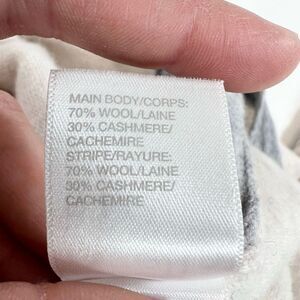 MAIN BODY/CORPS:
70% WOOL/LAINE
30% CASHMERE/
CACHEMIRE
STRIPE/RAYURE:
70% WOOL/LAINE
30% CASHMERE/
CACHEMIRE